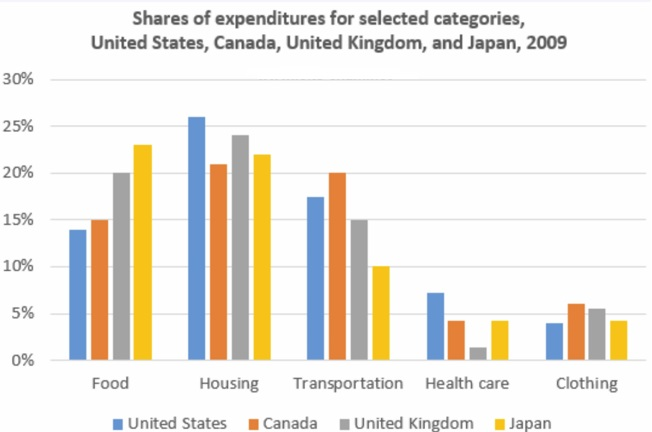 Shares of expenditures for selected categories,
United States, Canada, United Kingdom, and Japan, 2009
30%
25%
20%
15%
10%
5%
0%
Food Housing Transportation Health care Clothing
United States Canada United Kingdom Japan